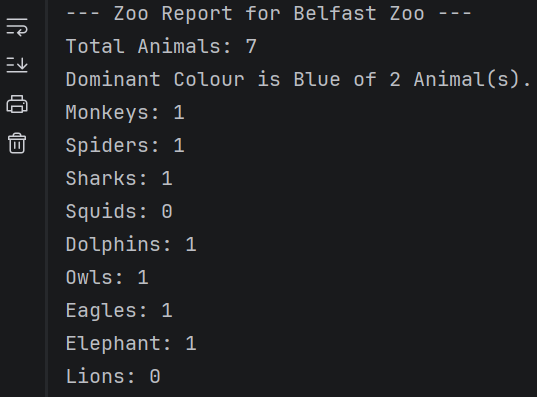 --- Zoo Report for Belfast Zoo ---
Total Animals: 7
Dominant Colour is Blue of 2 Animal(s).
Monkeys: 1
Spiders: 1
Sharks: 1
Squids: 0
Dolphins: 1
Owls: 1
Eagles: 1
Elephant: 1
Lions: 0